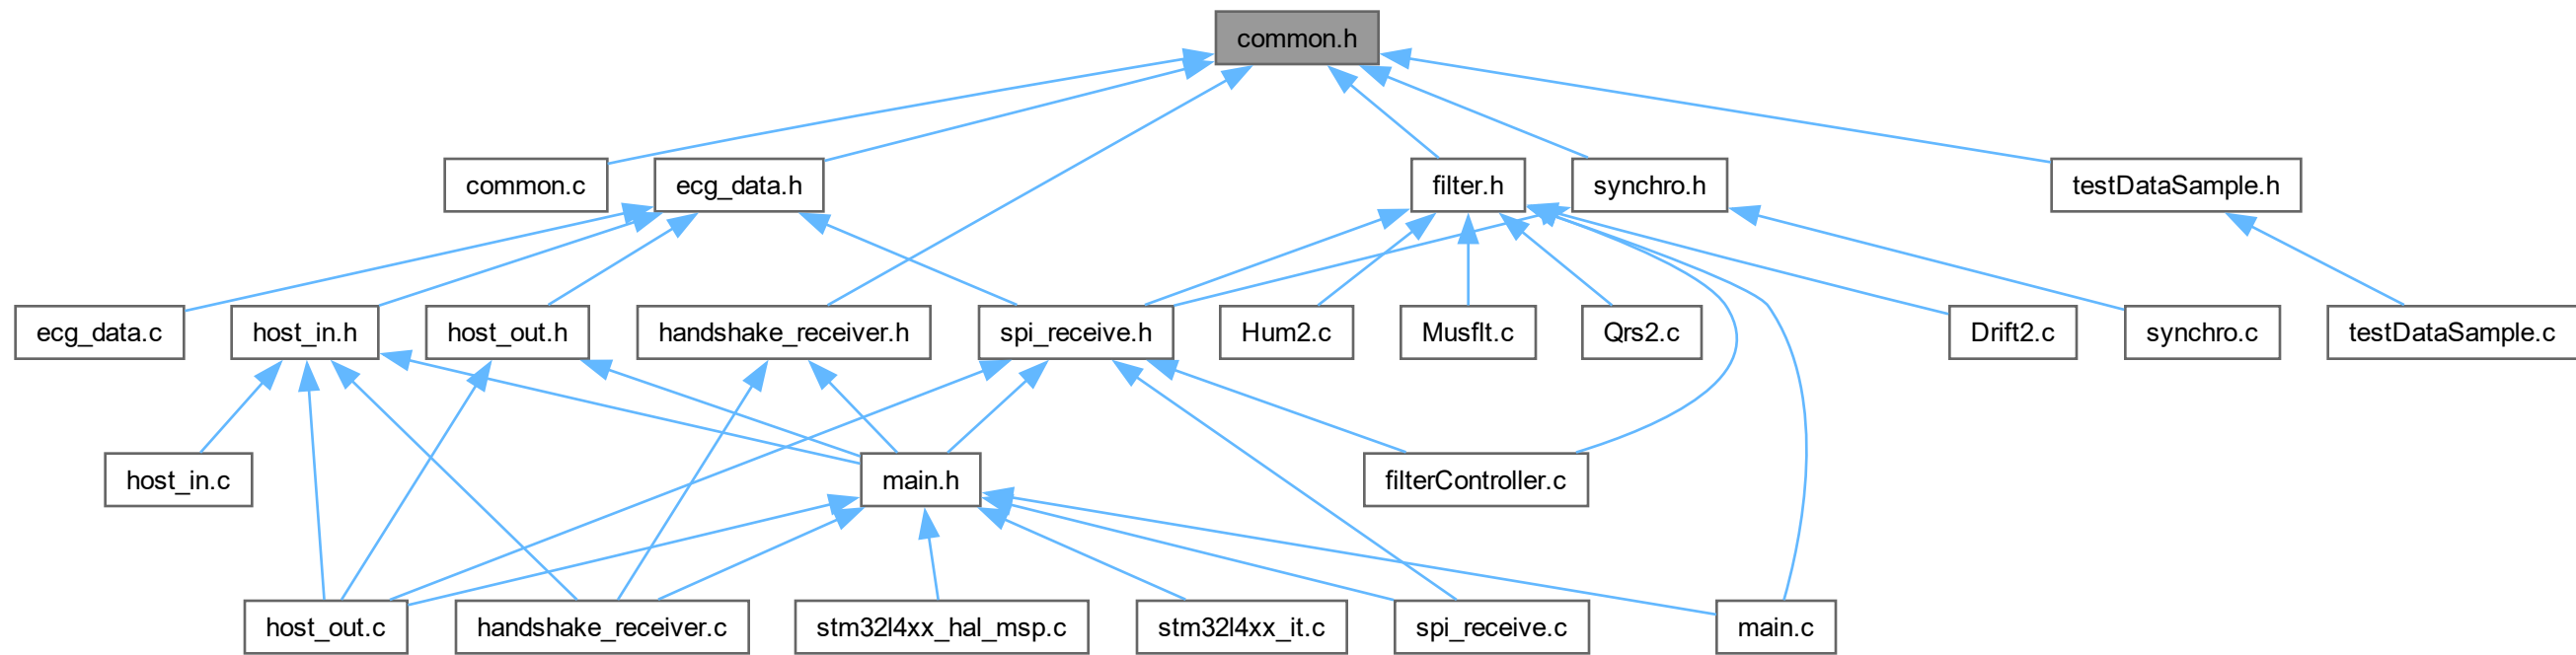 common.h
common.c
ecg_data.h
filter.h
synchro.h
testDataSample.h
ecg_data.c
host_in.h
host_out.h
handshake_receiver.h
spi_receive.h
Hum2.c
Musflt.c
Qrs2.c
Drift2.c
synchro.c
testDataSample.c
host_in.c
main.h
filterController.c
host_out.c
handshake_receiver.c
stm32l4xx_hal_msp.c
stm32l4xx_it.c
spi_receive.c
main.c